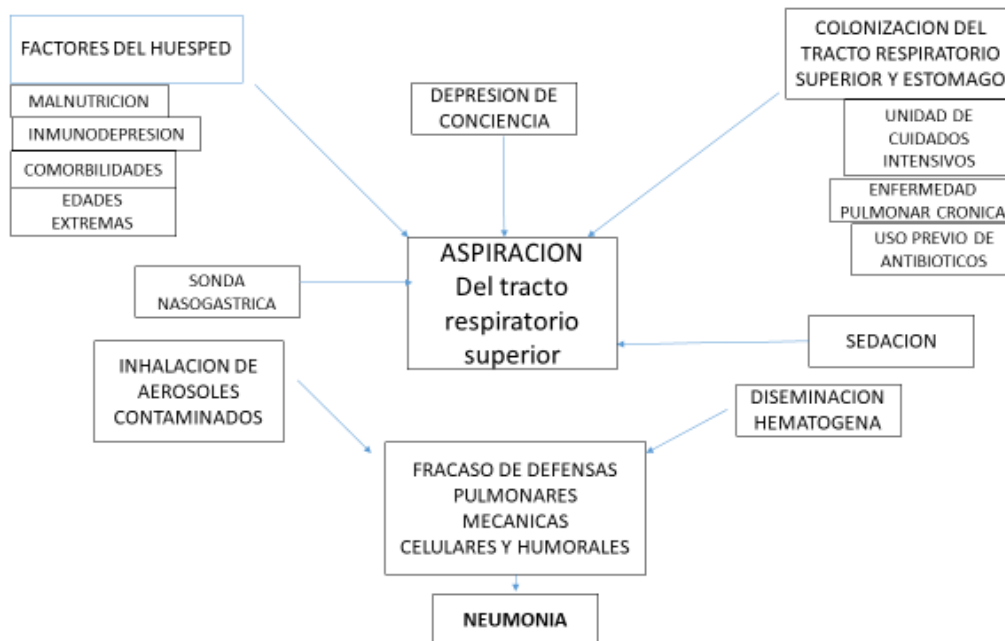 FACTORES DEL HUESPED
MALNUTRICION
INMUNODEPRESION
COMORBILIDADES
EDADES
EXTREMAS
DEPRESION DE
CONCIENCIA
COLONIZACION DEL
TRACTO RESPIRATORIO
SUPERIOR Y ESTOMAGO
UNIDAD DE
CUIDADOS
INTENSIVOS
ENFERMEDAD
PULMONAR CRONICA
USO PREVIO DE
ANTIBIOTICOS
SONDA
NASOGASTRICA
ASPIRACION
Del tracto
respiratorio
superior
SEDACION
INHALACION DE
AEROSOLES
CONTAMINADOS
DISEMINACION
HEMATOGENA
FRACASO DE DEFENSAS
PULMONARES
MECANICAS
CELULARES Y HUMORALES
NEUMONIA